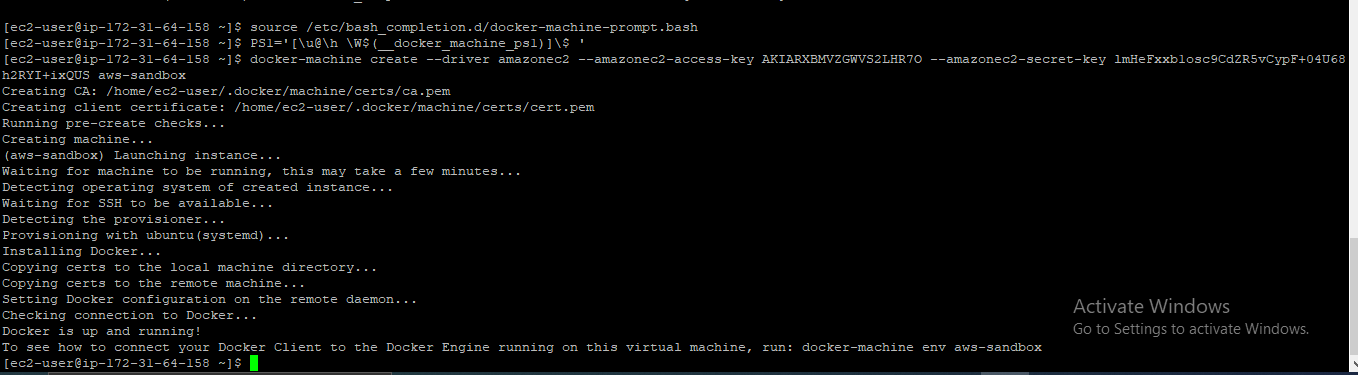 [ec2-user@ip-172-31-64-158 ~]$ source /etc/bash_completion.d/docker-machine-prompt.bash
[ec2-user@ip-172-31-64-158 ~]$ PS1='[\u@\h \W$(__docker_machine_ps1)]\$ '
[ec2-user@ip-172-31-64-158 ~]$ docker-machine create --driver amazonec2 --amazonec2-access-key AKIARXBMVZGWVS2LHR7O --amazonec2-secret-key lmHeFxxblosc9CdZR5vCypF+04U68
h2RYI+ixQUS aws-sandbox
Creating CA: /home/ec2-user/.docker/machine/certs/ca.pem
Creating client certificate: /home/ec2-user/.docker/machine/certs/cert.pem
Running pre-create checks...
Creating machine...
(aws-sandbox) Launching instance...
Waiting for machine to be running, this may take a few minutes...
Detecting operating system of created instance...
Waiting for SSH to be available...
Detecting the provisioner...
Provisioning with ubuntu(systemd)...
Installing Docker...
Copying certs to the local machine directory...
Copying certs to the remote machine...
Setting Docker configuration on the remote daemon...
Checking connection to Docker...
Docker is up and running!
To see how to connect your Docker Client to the Docker Engine running on this virtual machine, run: docker-machine env aws-sandbox
[ec2-user@ip-172-31-64-158 ~]$
Activate Windows
Go to Settings to activate Windows.